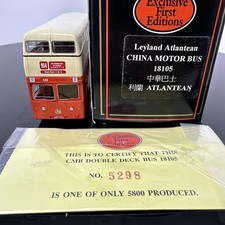 Exclusive
First
Editions
Leyland Atlantean
CHINA MOTOR BUS
18105
中華巴士
利蘭 ATLANTEAN
104
THIS IS TO CERTIFY THAT THIS
CMB DOUBLE DECK BUS 18105
NO. 5298
IS ONE OF ONLY 5800 PRODUCED.